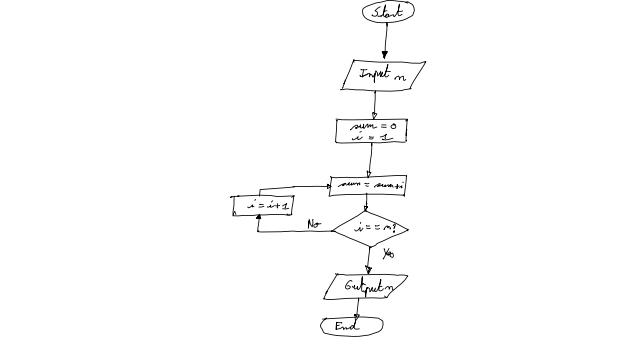 Start
Input n
sum = 0
i = 1
sum = sum+i
i = i+1
No
i == n?
Yes
Output n
End